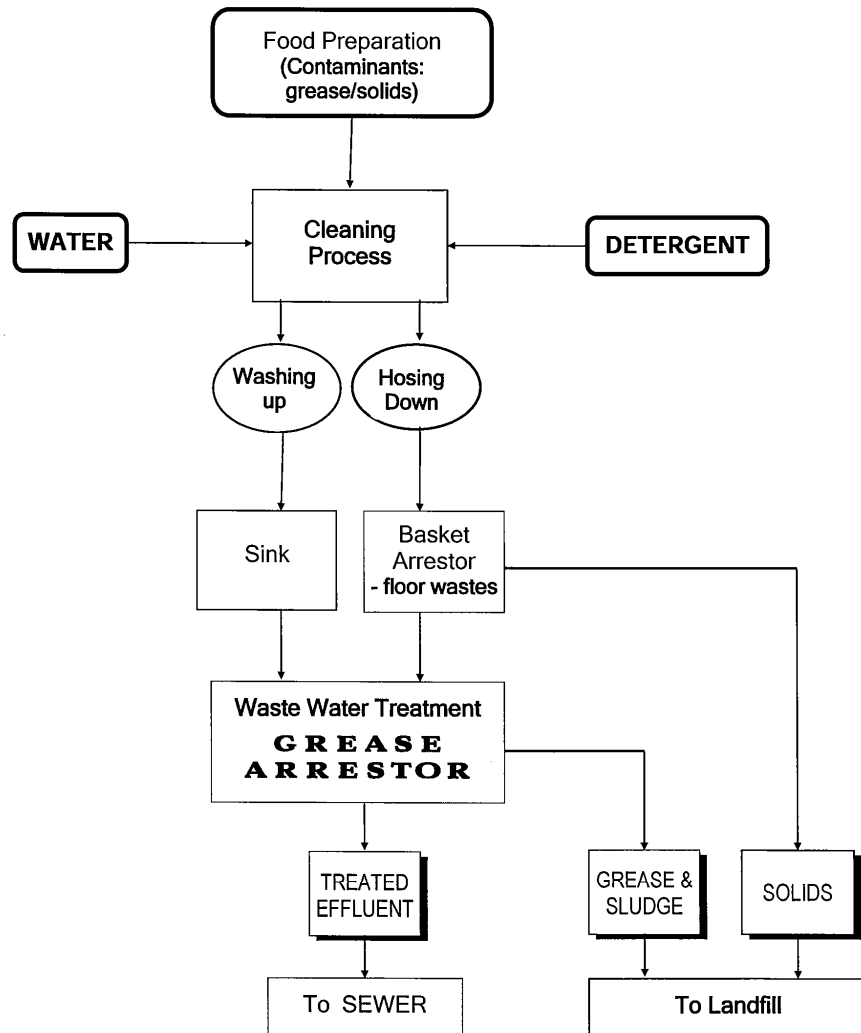 Food Preparation
(Contaminants:
grease/solids)
WATER
Cleaning
Process
DETERGENT
Washing
up
Hosing
Down
Sink
Basket
Arrestor
- floor wastes
Waste Water Treatment
GREASE
ARRESTOR
TREATED
EFFLUENT
GREASE &
SLUDGE
SOLIDS
To SEWER
To Landfill